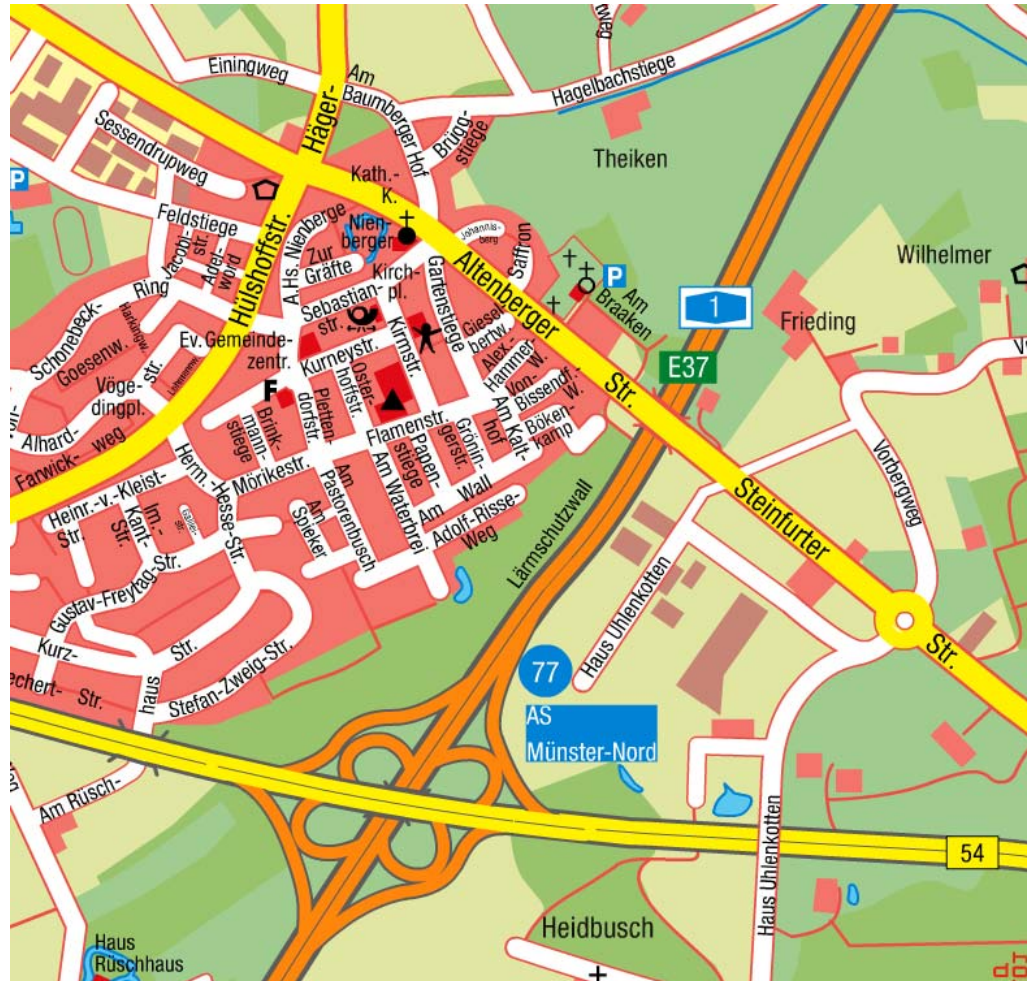 Einingweg
Am
Baumberger Hof
Häger-
Hülshoffstr.
Hagelbachstiege
Brügg-
stiege
Theiken
Sessendrupweg
P
Kath.-
K.
Nien-
berger
Kirch-
pl.
Feldstiege
Jacobi-
str.
Adel-
word
A.Hs. Nienberge
Zur
Gräfte
Johannis-
berg
Saffron
Altenberger
Str.
Gartenstiege
P
Am
Braaken
Wilhelmer
1
Frieding
E37
Schonebeck-
Ring
Harkingw.
Goesenw.
Vöge-
dingpl.
str.
Alhard-
Farwick-
weg
Ev. Gemeinde-
zentr.
Sebastian-
str.
Kirmstr.
Kurneystr.
Giesel-
bertw.
Alex-
Hammer-
W.
Von-
Bissendf.-
W.
Böken-
kamp
Am Kalt-
hof
F
Brink-
mann-
stiege
Pletten-
dorfstr.
Oster-
hoffstr.
Flamenstr.
Papen-
stiege
Grönin-
gerstr.
Am Waterhrei
Am Wall
Adolf-Risse-
Weg
Mörikestr.
Am
Pastorenbusch
Am
Spieker
Herm.-Hesse-Str.
Heinr.-v.-Kleist-
Str.
Im.-
Kant-
Str.
Gustav-Freytag-Str.
Kurz-
Str.
echert-
Str.
haus
Stefan-Zweig-Str.
Lärmschutzwall
Steinfurter
Str.
Vorbergweg
Haus Uhlenkotten
77
AS
Münster-Nord
Am Rüsch-
54
Haus Uhlenkotten
Heidbusch
Haus
Rüschhaus